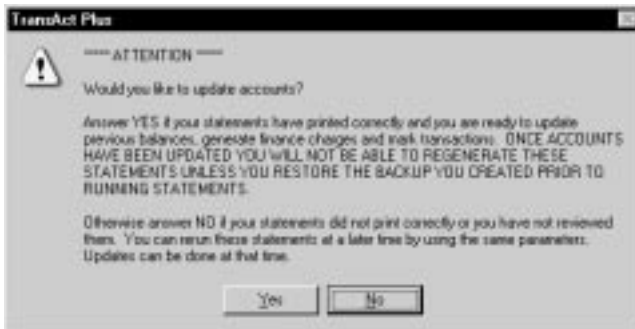 TransAct Plus
----- ATTENTION -----
Would you like to update accounts?
Answer YES if your statements have printed correctly and you are ready to update
previous balances, generate finance charges and mark transactions. ONCE ACCOUNTS
HAVE BEEN UPDATED YOU WILL NOT BE ABLE TO REGENERATE THESE
STATEMENTS UNLESS YOU RESTORE THE BACKUP YOU CREATED PRIOR TO
RUNNING STATEMENTS.
Otherwise answer NO if your statements did not print correctly or you have not reviewed
them. You can rerun these statements at a later time by using the same parameters.
Updates can be done at that time.
Yes No